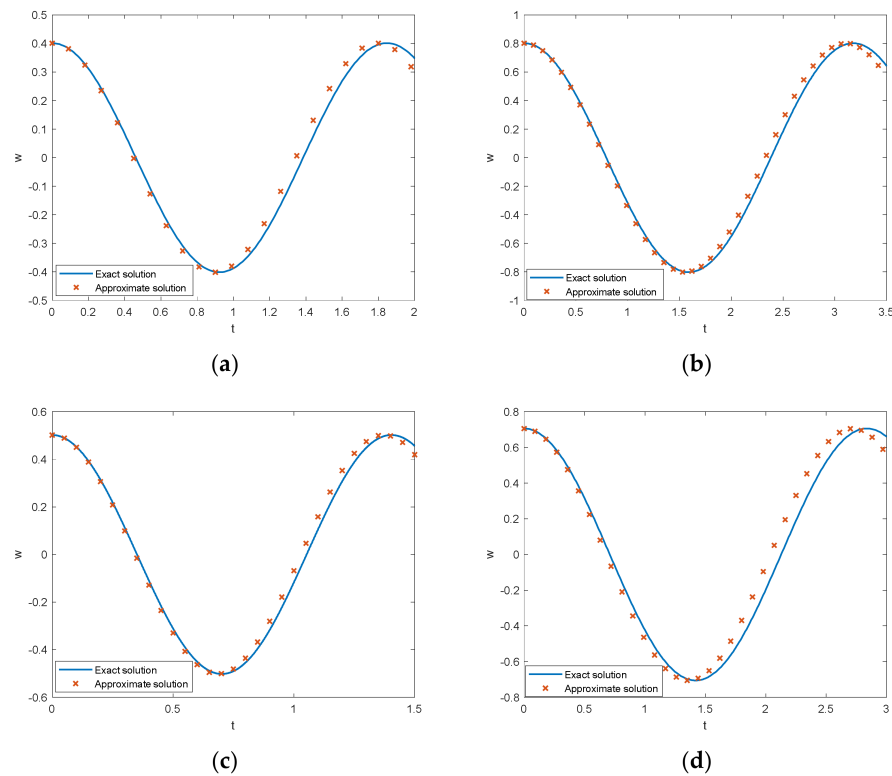 0.5
0.4
0.3
0.2
0.1
w
0
-0.1
-0.2
-0.3
-0.4
-0.5
Exact solution
Approximate solution
0 0.2 0.4 0.6 0.8 1 1.2 1.4 1.6 1.8 2
t
(a)
1
0.8
0.6
0.4
0.2
w
0
-0.2
-0.4
-0.6
-0.8
-1
Exact solution
Approximate solution
0 0.5 1 1.5 2 2.5 3 3.5
t
(b)
0.6
0.4
0.2
w
0
-0.2
-0.4
-0.6
Exact solution
Approximate solution
0 0.5 1 1.5
t
(c)
0.8
0.6
0.4
0.2
w
0
-0.2
-0.4
-0.6
-0.8
Exact solution
Approximate solution
0 0.5 1 1.5 2 2.5 3
t
(d)